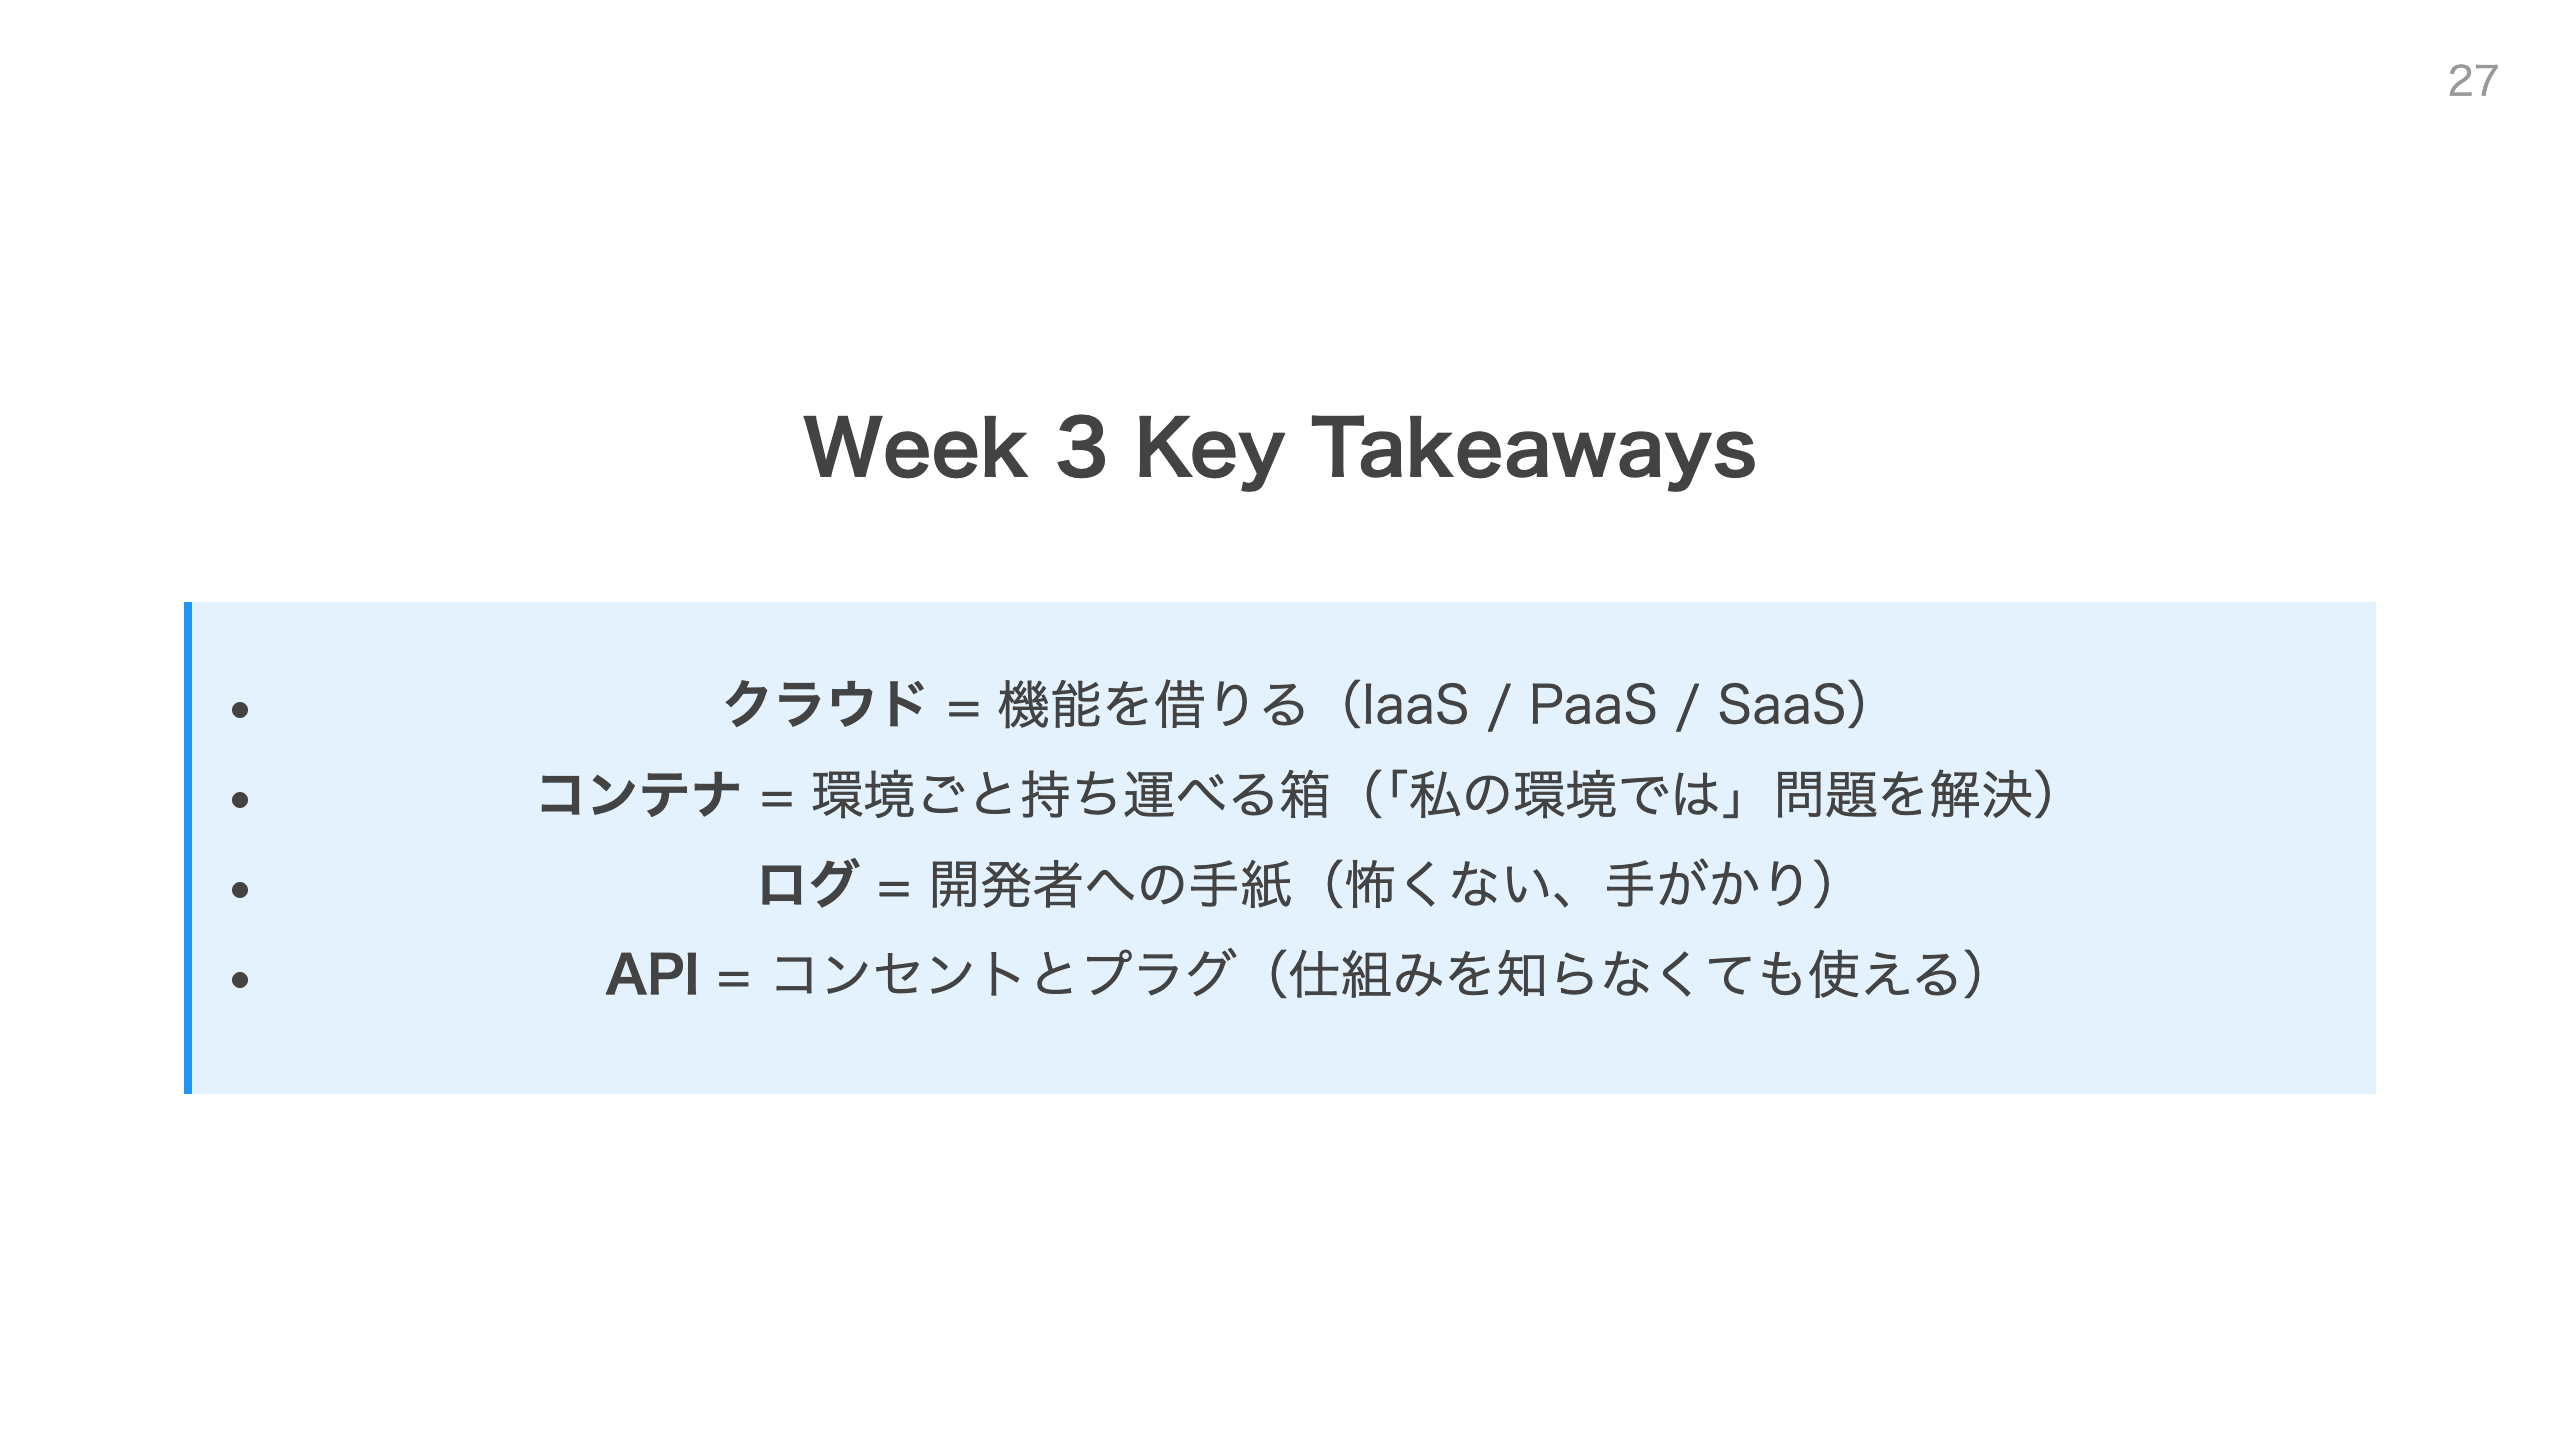 27
Week 3 Key Takeaways
• クラウド = 機能を借りる（IaaS / PaaS / SaaS）
• コンテナ = 環境ごと持ち運べる箱（「私の環境では」問題を解決）
• ログ = 開発者への手紙（怖くない、手がかり）
• API = コンセントとプラグ（仕組みを知らなくても使える）